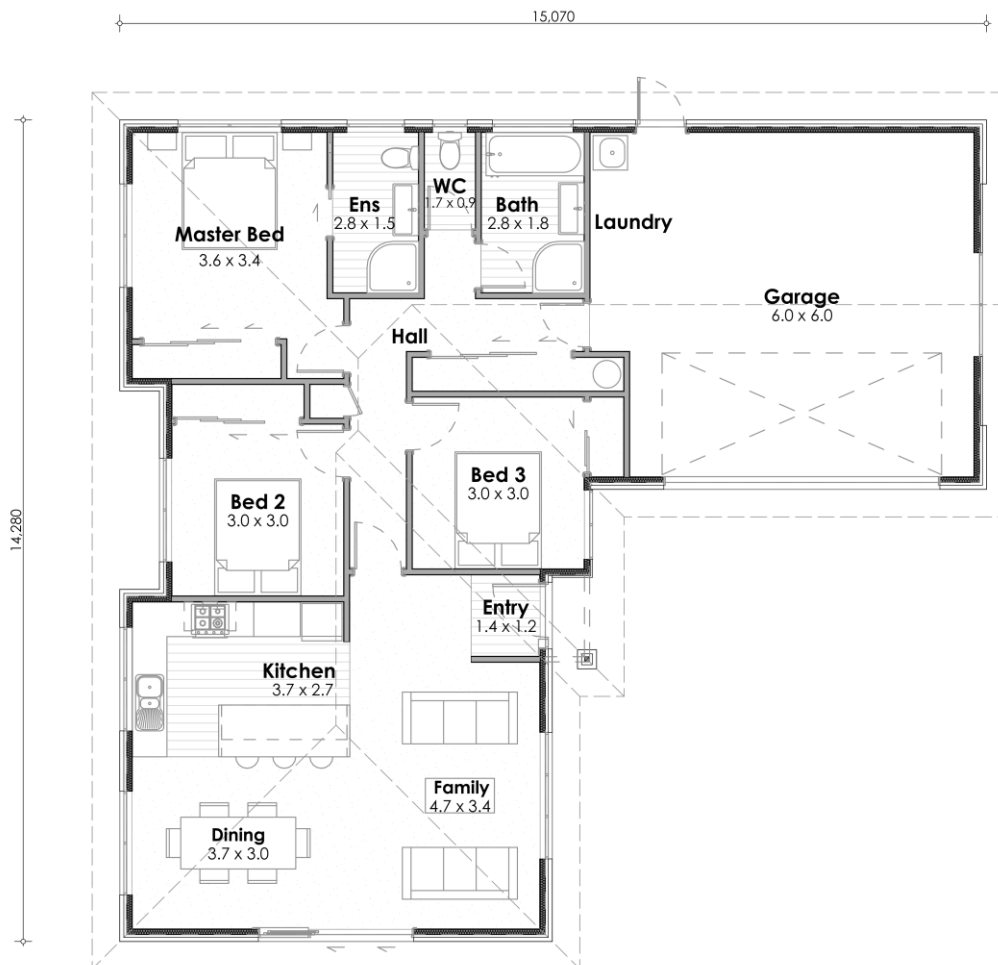 15,070
14,280
Master Bed
3.6 x 3.4
Ens
2.8 x 1.5
WC
1.7 x 0.9
Bath
2.8 x 1.8
Laundry
Garage
6.0 x 6.0
Hall
Bed 2
3.0 x 3.0
Bed 3
3.0 x 3.0
Entry
1.4 x 1.2
Kitchen
3.7 x 2.7
Family
4.7 x 3.4
Dining
3.7 x 3.0